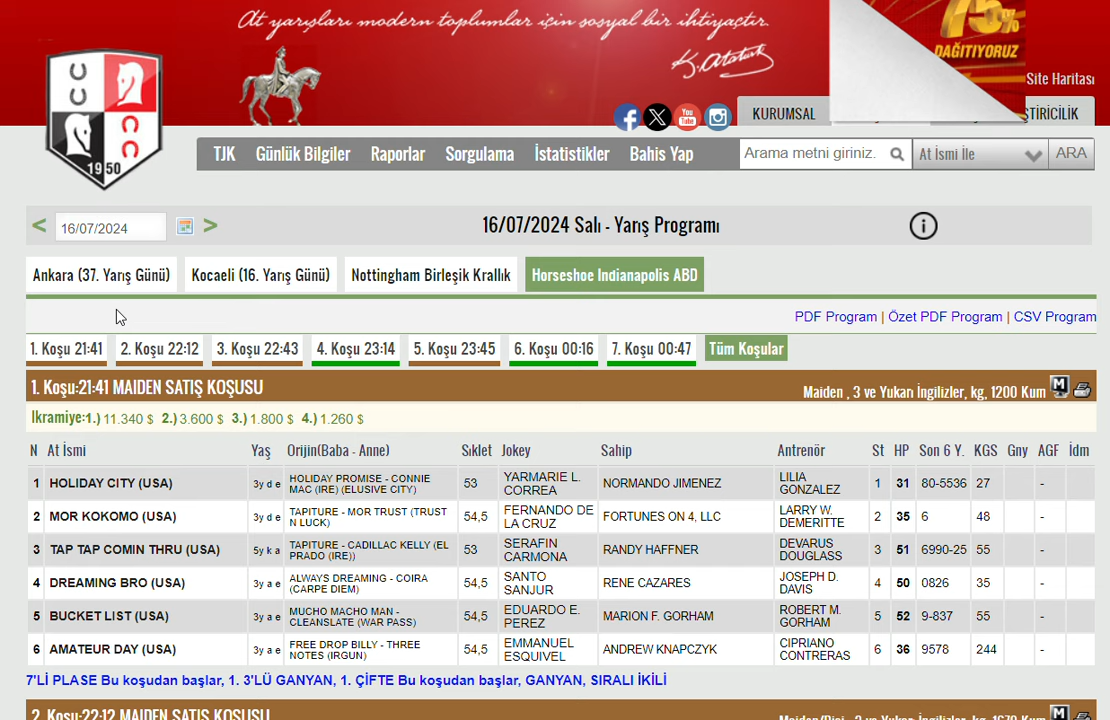 At yarışları modern toplumlar için sosyal bir ihtiyaçtır.
K. Atatürk
75%
DAĞITIYORUZ
Site Haritası
C C
C C
1950
You Tube
KURUMSAL
ŞTİRİCİLİK
TJK Günlük Bilgiler Raporlar Sorgulama İstatistikler Bahis Yap Arama metni giriniz. At İsmi İle ARA
< 16/07/2024 > 16/07/2024 Salı - Yarış Programı i
Ankara (37. Yarış Günü) Kocaeli (16. Yarış Günü) Nottingham Birleşik Krallık Horseshoe Indianapolis ABD
PDF Program | Özet PDF Program | CSV Program
1. Koşu 21:41 2. Koşu 22:12 3. Koşu 22:43 4. Koşu 23:14 5. Koşu 23:45 6. Koşu 00:16 7. Koşu 00:47 Tüm Koşular
1. Koşu:21:41 MAIDEN SATIŞ KOŞUSU Maiden , 3 ve Yukarı İngilizler, kg, 1200 Kum M
Ikramiye:1.) 11.340 $ 2.) 3.600 $ 3.) 1.800 $ 4.) 1.260 $
N At İsmi Yaş Orijin(Baba - Anne) Sıklet Jokey Sahip Antrenör St HP Son 6 Y. KGS Gny AGF İdm
1 HOLIDAY CITY (USA) 3y d e HOLIDAY PROMISE - CONNIE MAC (IRE) (ELUSIVE CITY) 53 YARMARIE L. CORREA NORMANDO JIMENEZ LILIA GONZALEZ 1 31 80-5536 27 -
2 MOR KOKOMO (USA) 3y d e TAPITURE - MOR TRUST (TRUST N LUCK) 54,5 FERNANDO DE LA CRUZ FORTUNES ON 4, LLC LARRY W. DEMERITTE 2 35 6 48 -
3 TAP TAP COMIN THRU (USA) 5y k a TAPITURE - CADILLAC KELLY (EL PRADO (IRE)) 53 SERAFIN CARMONA RANDY HAFFNER DEVARUS DOUGLASS 3 51 6990-25 55 -
4 DREAMING BRO (USA) 3y a e ALWAYS DREAMING - COIRA (CARPE DIEM) 54,5 SANTO SANJUR RENE CAZARES JOSEPH D. DAVIS 4 50 0826 35 -
5 BUCKET LIST (USA) 3y a e MUCHO MACHO MAN - CLEANSLATE (WAR PASS) 54,5 EDUARDO E. PEREZ MARION F. GORHAM ROBERT M. GORHAM 5 52 9-837 55 -
6 AMATEUR DAY (USA) 3y a e FREE DROP BILLY - THREE NOTES (IRGUN) 54,5 EMMANUEL ESQUIVEL ANDREW KNAPCZYK CIPRIANO CONTRERAS 6 36 9578 244 -
7'Lİ PLASE Bu koşudan başlar, 1. 3'LÜ GANYAN, 1. ÇİFTE Bu koşudan başlar, GANYAN, SIRALI İKİLİ
2. Koşu:22:12 MAIDEN SATIŞ KOŞUSU